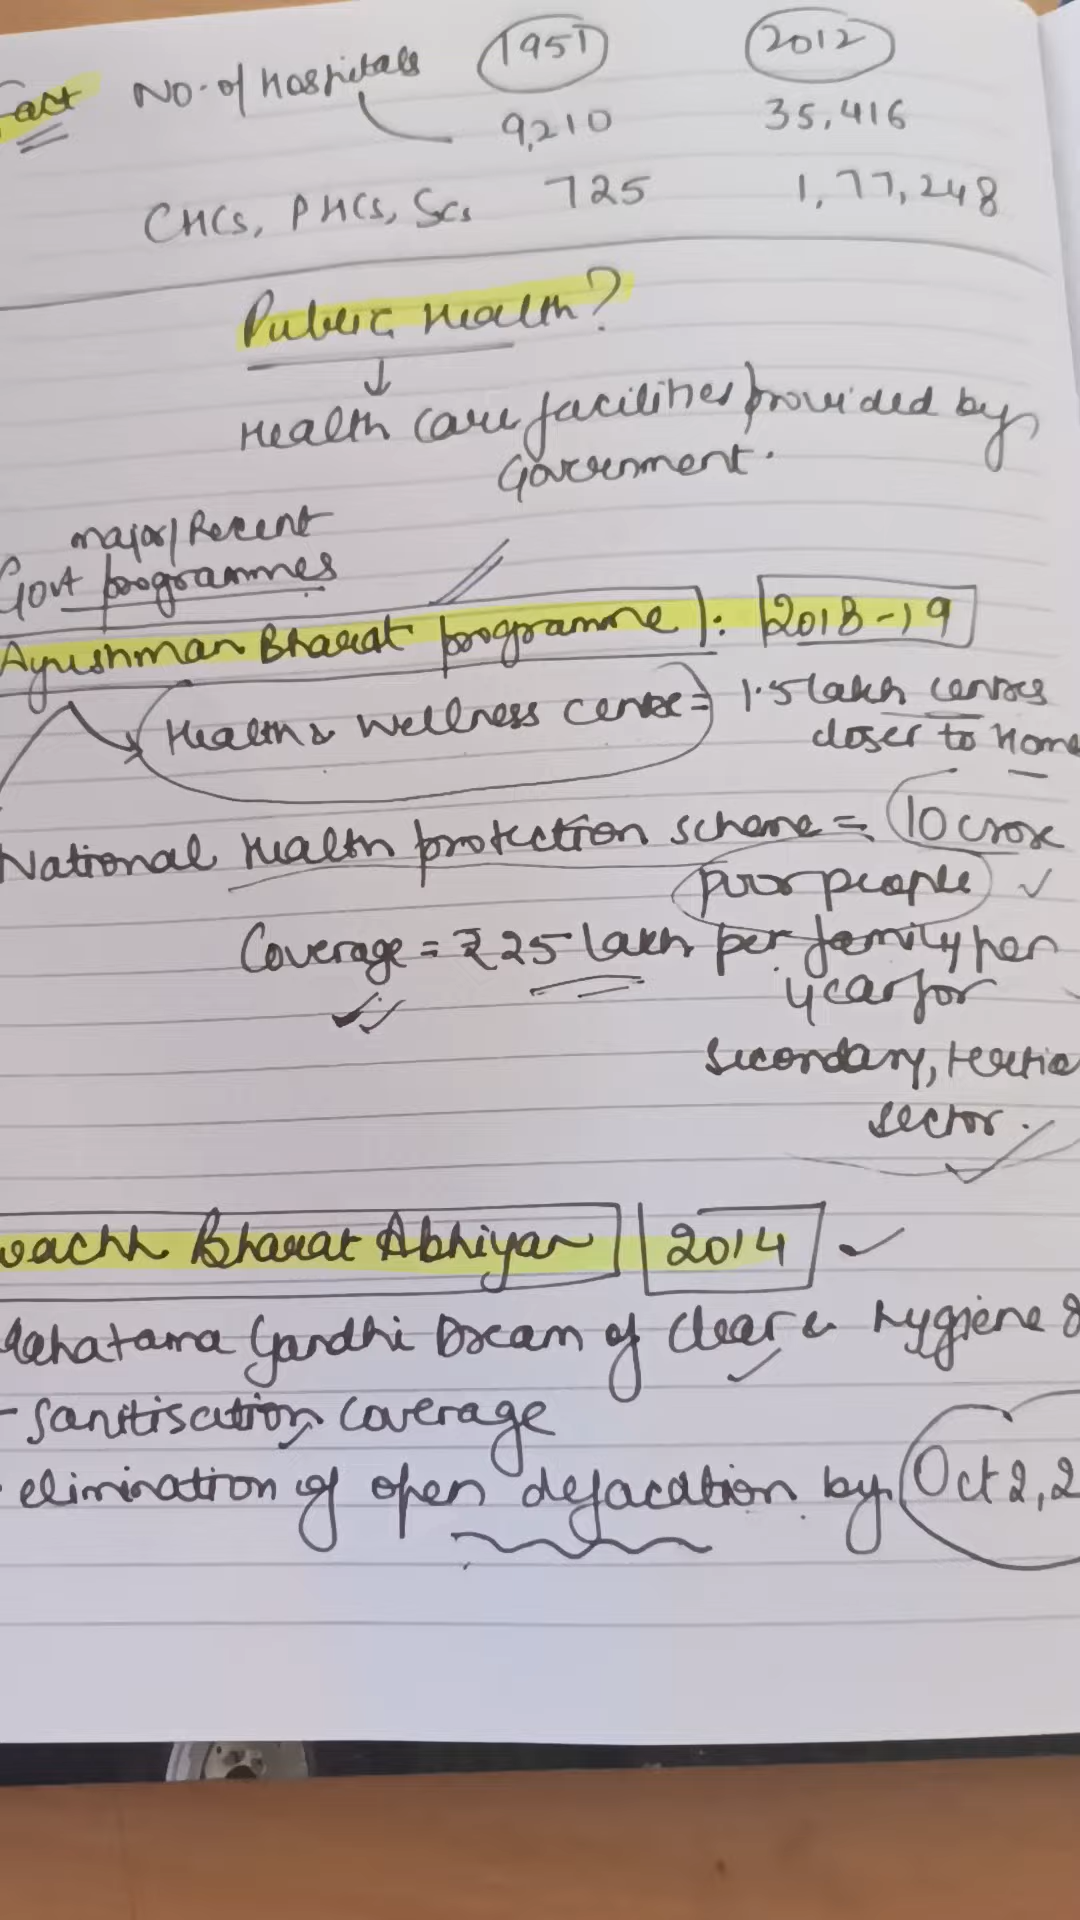 Fact No. of Hospitals 1951 2012
9,210 35,416
CHCs, PHCs, SCs 725 1,77,248
Public Health?
↓
Health care facilities provided by
Government.
major/Recent
Govt programmes
Ayushman Bharat programme): 2018-19
Health & Wellness centre = 1.5 lakh centres
closer to Home
National Health protection scheme = 10 crore
poor people
Coverage = ₹25 lakh per family per
year for
secondary, tertia
sector.
wachh Bharat Abhiyan 2014
Mahatama Gandhi Dream of clear & hygiene &
- Sanitisation coverage
- elimination of open defacation by Oct 2, 2